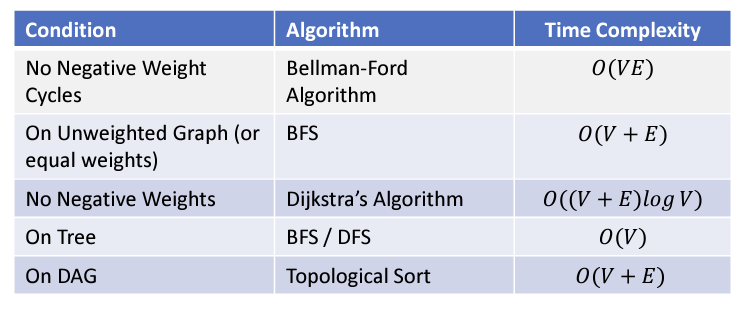 Condition Algorithm Time Complexity
No Negative Weight Cycles Bellman-Ford Algorithm O(VE)
On Unweighted Graph (or equal weights) BFS O(V + E)
No Negative Weights Dijkstra's Algorithm O((V + E)log V)
On Tree BFS / DFS O(V)
On DAG Topological Sort O(V + E)